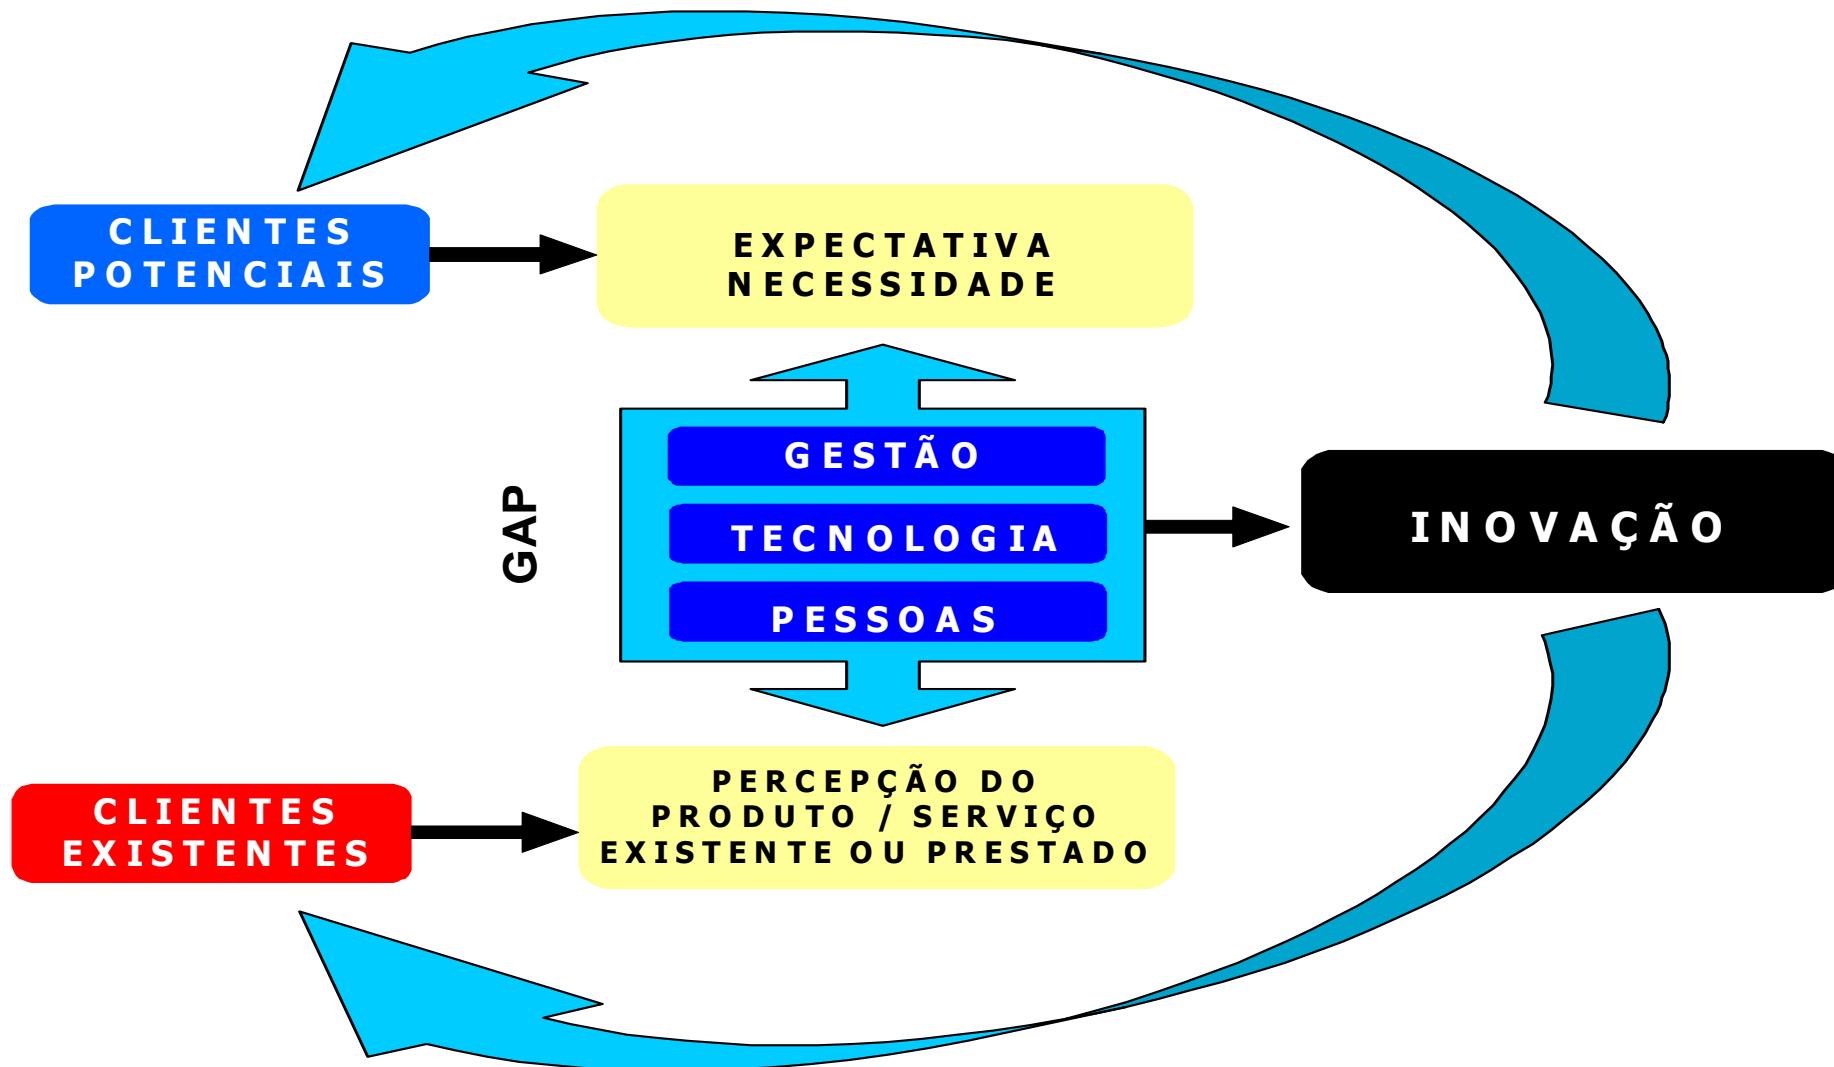 CLIENTES
POTENCIAIS
EXPECTATIVA
NECESSIDADE
GAP
GESTÃO
TECNOLOGIA
PESSOAS
INOVAÇÃO
CLIENTES
EXISTENTES
PERCEPÇÃO DO
PRODUTO / SERVIÇO
EXISTENTE OU PRESTADO